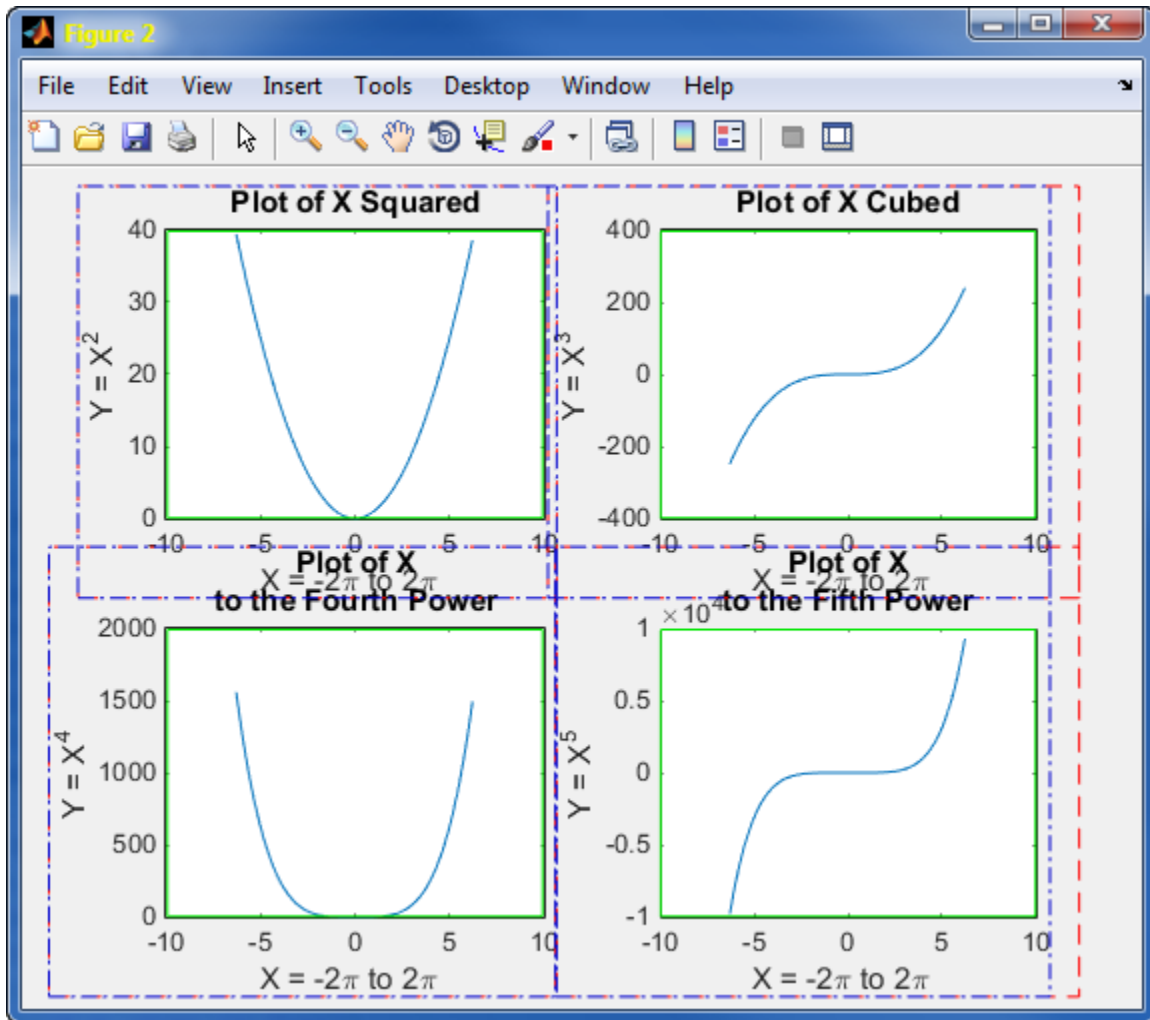 Figure 2
File Edit View Insert Tools Desktop Window Help
Plot of X Squared
40
30
20
10
0
Y = X²
-10 -5 0 5 10
X = -2π to 2π
Plot of X Cubed
400
200
0
-200
-400
Y = X³
-10 -5 0 5 10
X = -2π to 2π
Plot of X
to the Fourth Power
2000
1500
1000
500
0
Y = X⁴
-10 -5 0 5 10
X = -2π to 2π
Plot of X
to the Fifth Power
× 10⁴
1
0.5
0
-0.5
-1
Y = X⁵
-10 -5 0 5 10
X = -2π to 2π